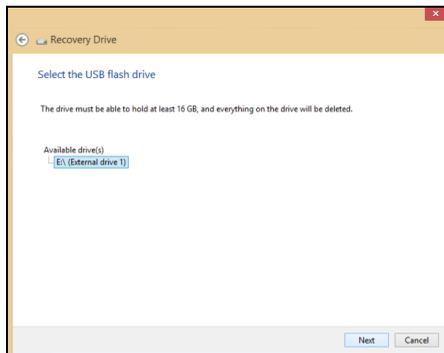 Recovery Drive
Select the USB flash drive
The drive must be able to hold at least 16 GB, and everything on the drive will be deleted.
Available drive(s)
E:\ (External drive 1)
Next Cancel